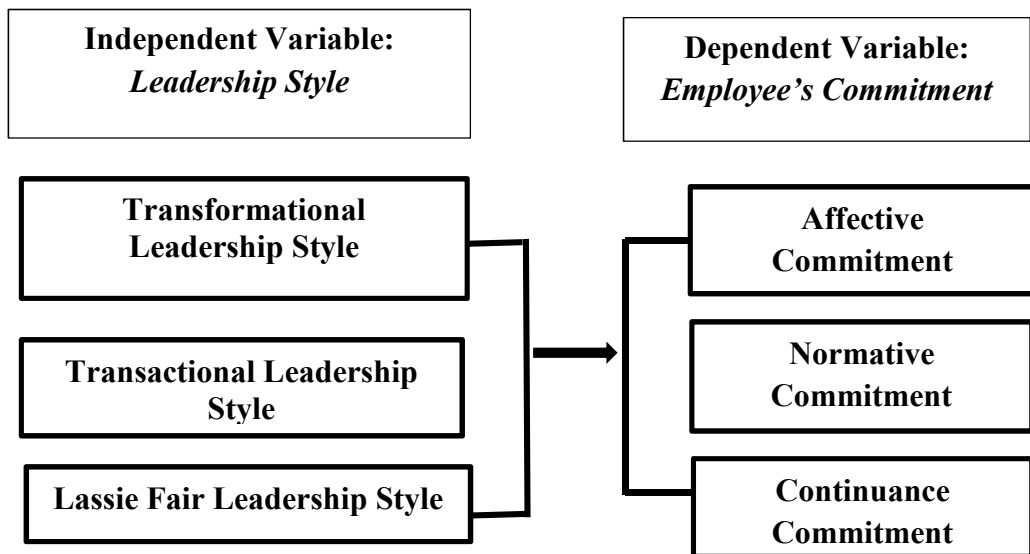 Independent Variable:
Leadership Style
Dependent Variable:
Employee’s Commitment
Transformational
Leadership Style
Transactional Leadership
Style
Lassie Fair Leadership Style
Affective
Commitment
Normative
Commitment
Continuance
Commitment